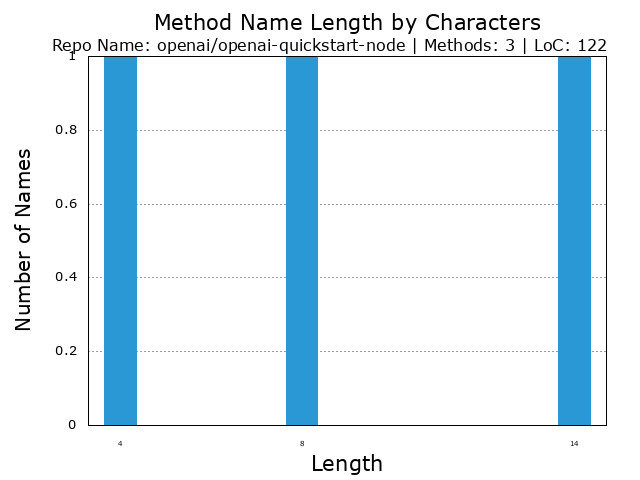 Method Name Length by Characters
Repo Name: openai/openai-quickstart-node | Methods: 3 | LoC: 122
1
0.8
0.6
0.4
0.2
0
Number of Names
4 8 14
Length